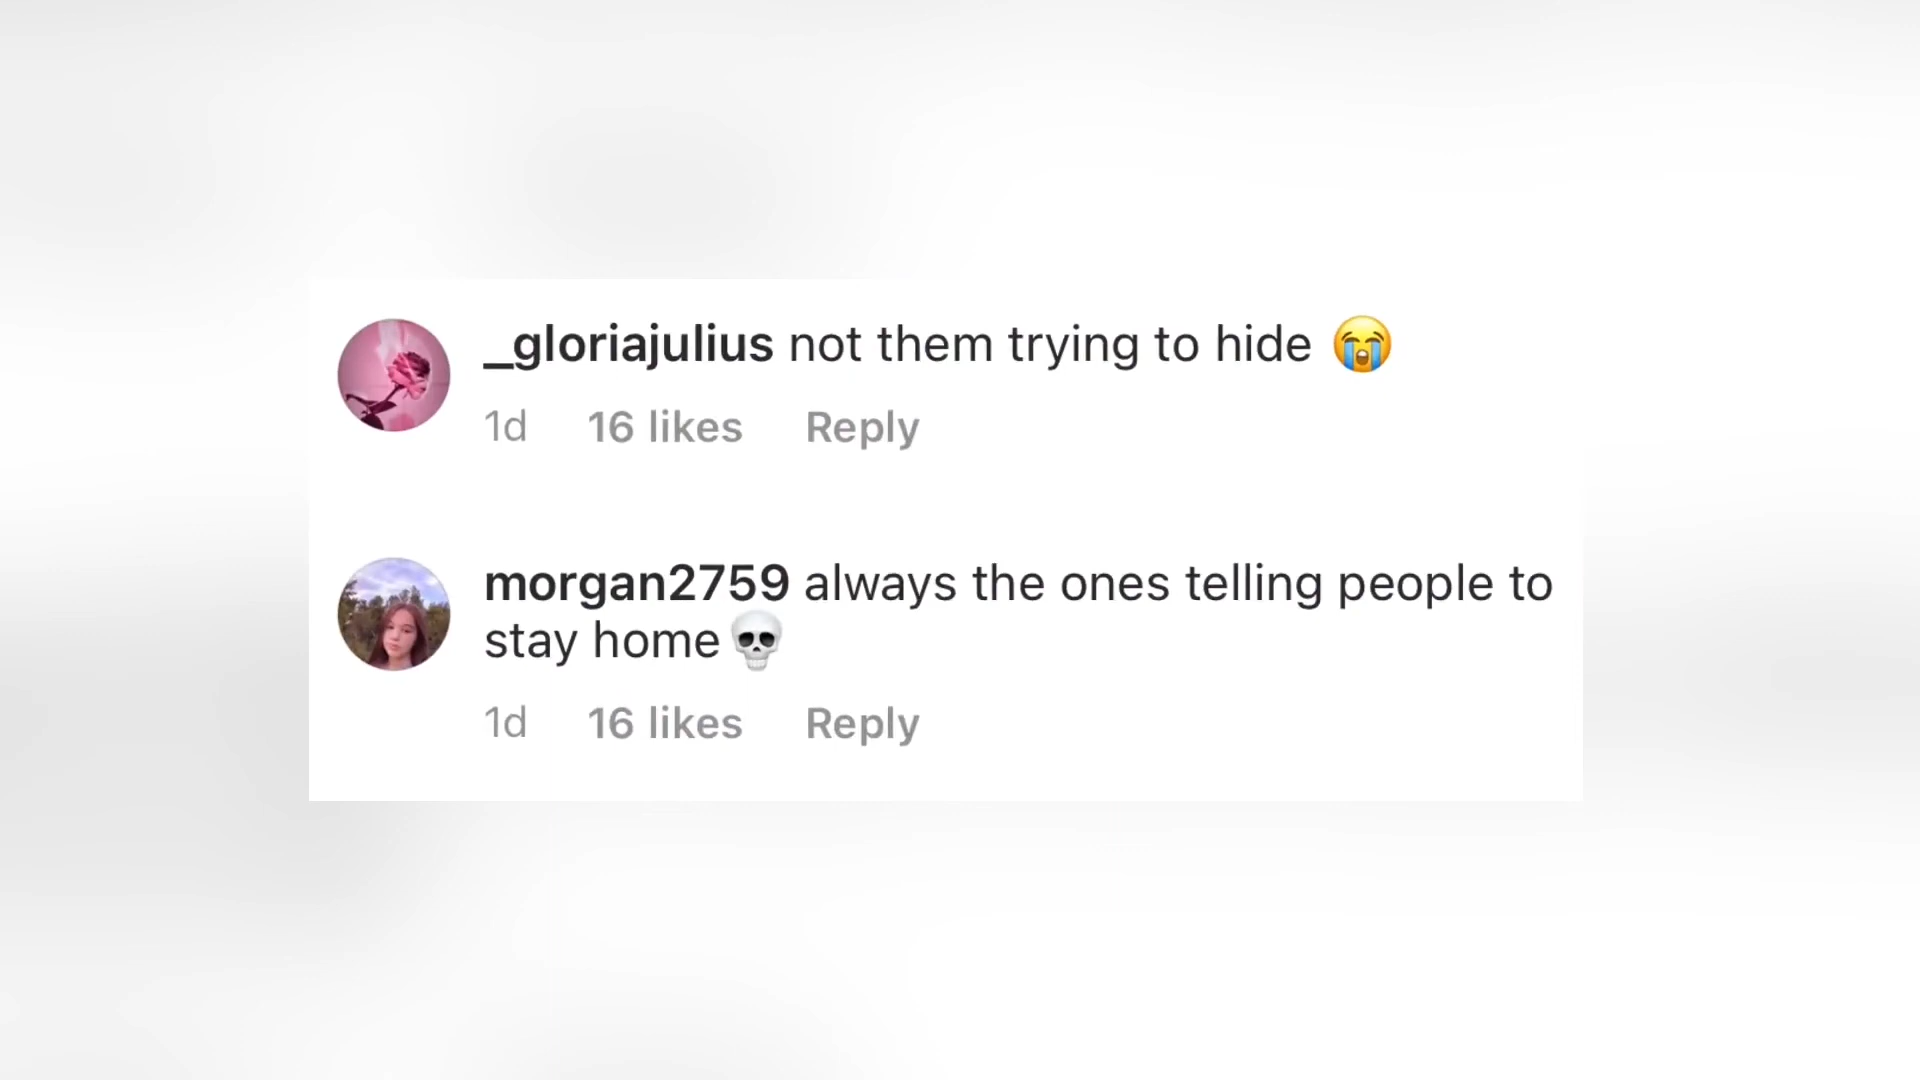 _gloriajulius not them trying to hide 😭
1d 16 likes Reply
morgan2759 always the ones telling people to
stay home💀
1d 16 likes Reply